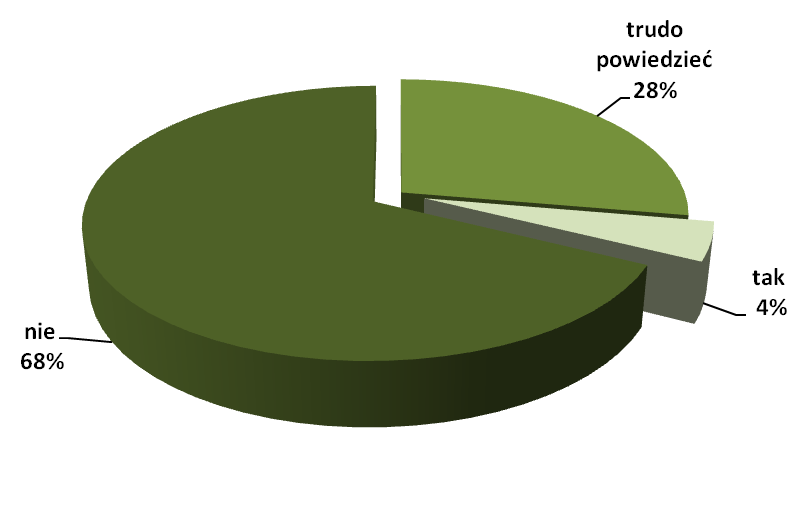 trudo
powiedzieć
28%
tak
4%
nie
68%